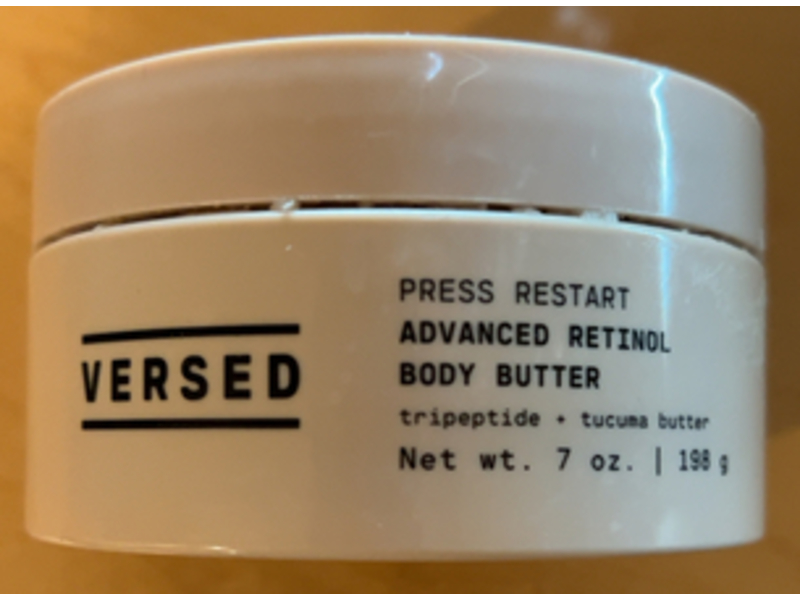 VERSED
PRESS RESTART
ADVANCED RETINOL
BODY BUTTER
tripeptide + tucuma butter
Net wt. 7 oz. | 198 g